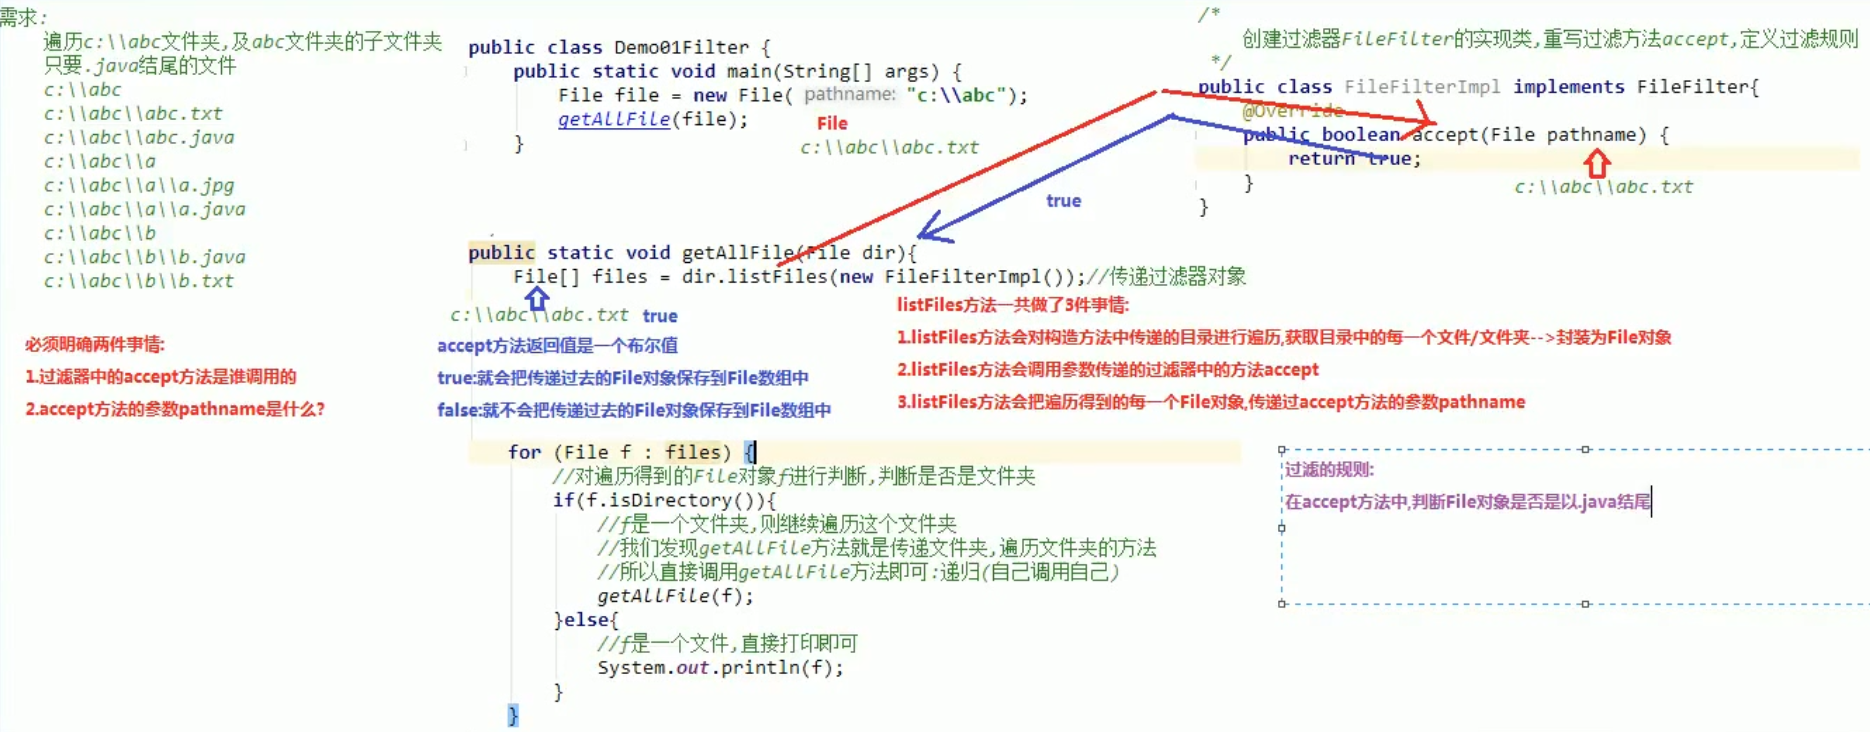 需求:
遍历c:\\abc文件夹,及abc文件夹的子文件夹
只要.java结尾的文件
c:\\abc
c:\\abc\\abc.txt
c:\\abc\\abc.java
c:\\abc\\a
c:\\abc\\a\\a.jpg
c:\\abc\\a\\a.java
c:\\abc\\b
c:\\abc\\b\\b.java
c:\\abc\\b\\b.txt
必须明确两件事情:
1.过滤器中的accept方法是谁调用的
2.accept方法的参数pathname是什么?
public class Demo01Filter {
public static void main(String[] args) {
File file = new File( pathname: "c:\\abc");
getAllFile(file);
}
File
c:\\abc\\abc.txt
/*
创建过滤器FileFilter的实现类,重写过滤方法accept,定义过滤规则
*/
public class FileFilterImpl implements FileFilter{
@Override
public boolean accept(File pathname) {
return true;
}
}
c:\\abc\\abc.txt
true
public static void getAllFile(File dir){
File[] files = dir.listFiles(new FileFilterImpl());//传递过滤器对象
c:\\abc\\abc.txt true
accept方法返回值是一个布尔值
true:就会把传递过去的File对象保存到File数组中
false:就不会把传递过去的File对象保存到File数组中
listFiles方法一共做了3件事情:
1.listFiles方法会对构造方法中传递的目录进行遍历,获取目录中的每一个文件/文件夹-->封装为File对象
2.listFiles方法会调用参数传递的过滤器中的方法accept
3.listFiles方法会把遍历得到的每一个File对象,传递过accept方法的参数pathname
for (File f : files) {
//对遍历得到的File对象f进行判断,判断是否是文件夹
if(f.isDirectory()){
//f是一个文件夹,则继续遍历这个文件夹
//我们发现getAllFile方法就是传递文件夹,遍历文件夹的方法
//所以直接调用getAllFile方法即可:递归(自己调用自己)
getAllFile(f);
}else{
//f是一个文件,直接打印即可
System.out.println(f);
}
}
过滤的规则:
在accept方法中,判断File对象是否是以.java结尾